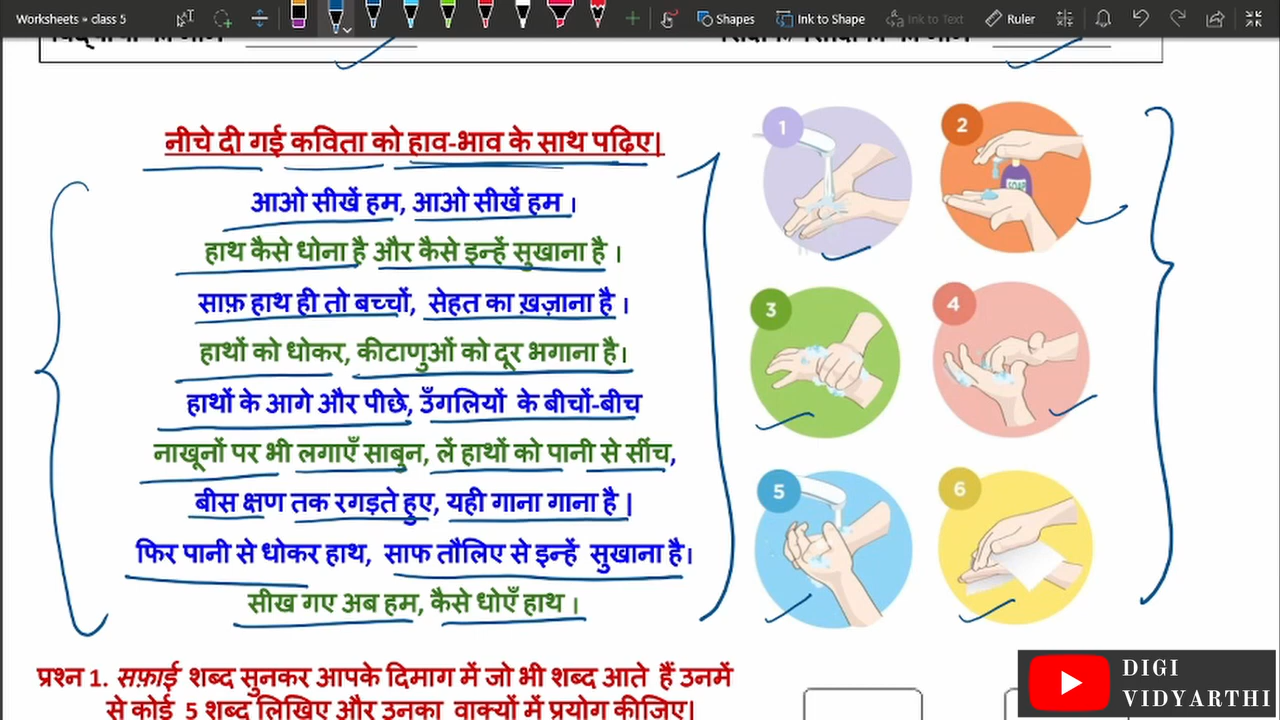 Worksheets » class 5
Shapes
Ink to Shape
Ink to Text
Ruler
नीचे दी गई कविता को हाव-भाव के साथ पढ़िए|
आओ सीखें हम, आओ सीखें हम ।
हाथ कैसे धोना है और कैसे इन्हें सुखाना है ।
साफ़ हाथ ही तो बच्चों, सेहत का ख़ज़ाना है ।
हाथों को धोकर, कीटाणुओं को दूर भगाना है।
हाथों के आगे और पीछे, उँगलियों के बीचों-बीच
नाखूनों पर भी लगाएँ साबुन, लें हाथों को पानी से सींच,
बीस क्षण तक रगड़ते हुए, यही गाना गाना है |
फिर पानी से धोकर हाथ, साफ तौलिए से इन्हें सुखाना है।
सीख गए अब हम, कैसे धोएँ हाथ ।
1
2
SOAP
3
4
5
6
प्रश्न 1. सफ़ाई शब्द सुनकर आपके दिमाग में जो भी शब्द आते हैं उनमें
से कोई 5 शब्द लिखिए और उनका वाक्यों में प्रयोग कीजिए|
DIGI
VIDYARTHI